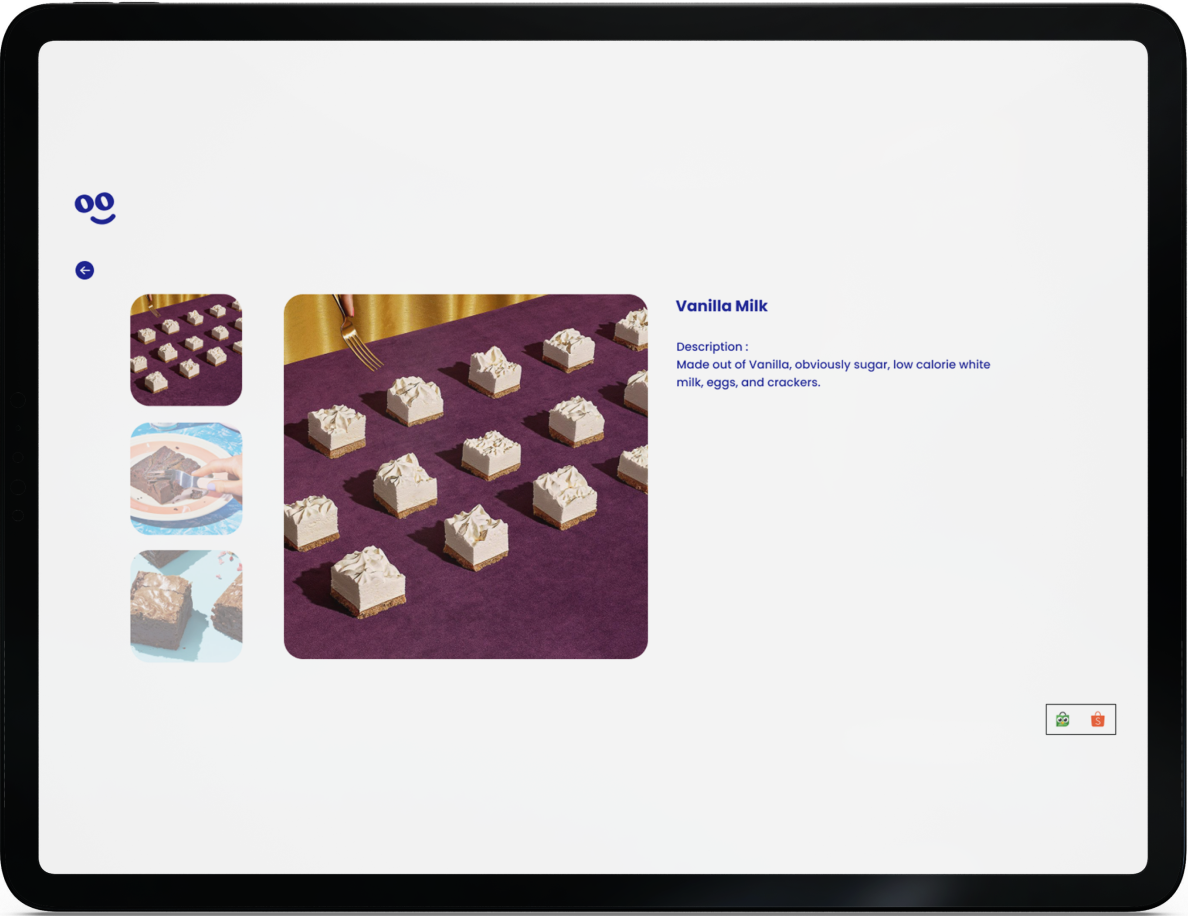 Vanilla Milk
Description :
Made out of Vanilla, obviously sugar, low calorie white
milk, eggs, and crackers.
S